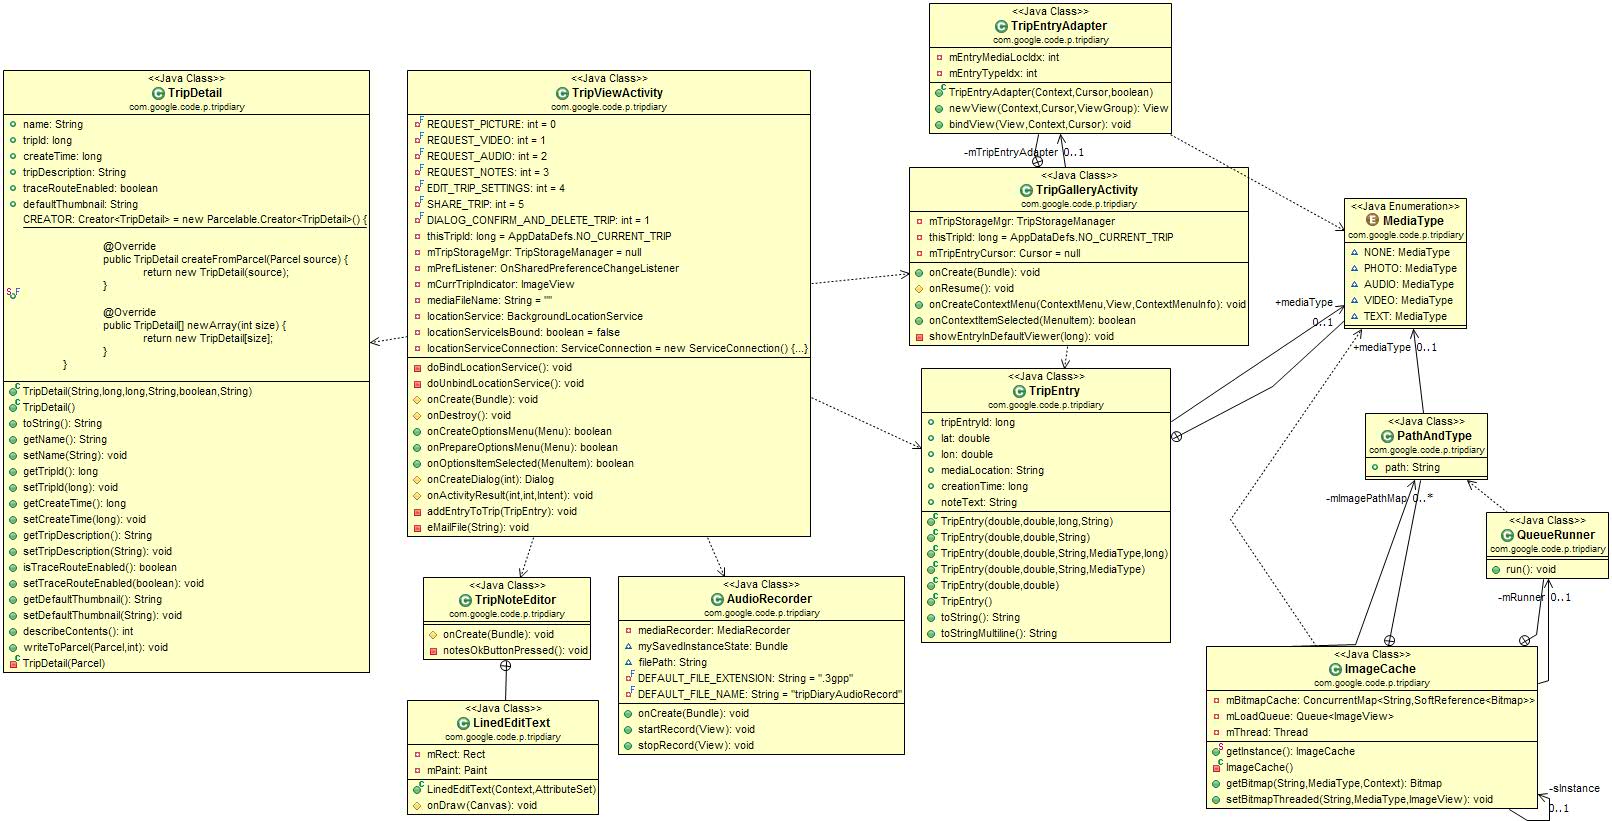 <<Java Class>>
TripDetail
com.google.code.p.tripdiary
name: String
tripId: long
createTime: long
tripDescription: String
traceRouteEnabled: boolean
defaultThumbnail: String
CREATOR: Creator<TripDetail> = new Parcelable.Creator<TripDetail>() {
@Override
public TripDetail createFromParcel(Parcel source) {
return new TripDetail(source);
}
@Override
public TripDetail[] newArray(int size) {
return new TripDetail[size];
}
}
TripDetail(String,long,long,String,boolean,String)
TripDetail()
toString(): String
getName(): String
setName(String): void
getTripId(): long
setTripId(long): void
getCreateTime(): long
setCreateTime(long): void
getTripDescription(): String
setTripDescription(String): void
isTraceRouteEnabled(): boolean
setTraceRouteEnabled(boolean): void
getDefaultThumbnail(): String
setDefaultThumbnail(String): void
describeContents(): int
writeToParcel(Parcel,int): void
TripDetail(Parcel)
<<Java Class>>
TripViewActivity
com.google.code.p.tripdiary
REQUEST_PICTURE: int = 0
REQUEST_VIDEO: int = 1
REQUEST_AUDIO: int = 2
REQUEST_NOTES: int = 3
EDIT_TRIP_SETTINGS: int = 4
SHARE_TRIP: int = 5
DIALOG_CONFIRM_AND_DELETE_TRIP: int = 1
thisTripId: long = AppDataDefs.NO_CURRENT_TRIP
mTripStorageMgr: TripStorageManager = null
mPrefListener: OnSharedPreferenceChangeListener
mCurrTripIndicator: ImageView
mediaFileName: String = ""
locationService: BackgroundLocationService
locationServiceIsBound: boolean = false
locationServiceConnection: ServiceConnection = new ServiceConnection() {...}
doBindLocationService(): void
doUnbindLocationService(): void
onCreate(Bundle): void
onDestroy(): void
onCreateOptionsMenu(Menu): boolean
onPrepareOptionsMenu(Menu): boolean
onOptionsItemSelected(MenuItem): boolean
onCreateDialog(int): Dialog
onActivityResult(int,int,Intent): void
addEntryToTrip(TripEntry): void
eMailFile(String): void
<<Java Class>>
TripNoteEditor
com.google.code.p.tripdiary
onCreate(Bundle): void
notesOkButtonPressed(): void
<<Java Class>>
LinedEditText
com.google.code.p.tripdiary
mRect: Rect
mPaint: Paint
LinedEditText(Context,AttributeSet)
onDraw(Canvas): void
<<Java Class>>
AudioRecorder
com.google.code.p.tripdiary
mediaRecorder: MediaRecorder
mySavedInstanceState: Bundle
filePath: String
DEFAULT_FILE_EXTENSION: String = ".3gpp"
DEFAULT_FILE_NAME: String = "tripDiaryAudioRecord"
onCreate(Bundle): void
startRecord(View): void
stopRecord(View): void
<<Java Class>>
TripEntryAdapter
com.google.code.p.tripdiary
mEntryMediaLocIdx: int
mEntryTypeIdx: int
TripEntryAdapter(Context,Cursor,boolean)
newView(Context,Cursor,ViewGroup): View
bindView(View,Context,Cursor): void
-mTripEntryAdapter 0..1
<<Java Class>>
TripGalleryActivity
com.google.code.p.tripdiary
mTripStorageMgr: TripStorageManager
thisTripId: long = AppDataDefs.NO_CURRENT_TRIP
mTripEntryCursor: Cursor = null
onCreate(Bundle): void
onResume(): void
onCreateContextMenu(ContextMenu,View,ContextMenuInfo): void
onContextItemSelected(MenuItem): boolean
showEntryInDefaultViewer(long): void
<<Java Class>>
TripEntry
com.google.code.p.tripdiary
tripEntryId: long
lat: double
lon: double
mediaLocation: String
creationTime: long
noteText: String
TripEntry(double,double,long,String)
TripEntry(double,double,String)
TripEntry(double,double,String,MediaType,long)
TripEntry(double,double,String,MediaType)
TripEntry(double,double)
TripEntry()
toString(): String
toStringMultiline(): String
<<Java Enumeration>>
MediaType
com.google.code.p.tripdiary
NONE: MediaType
PHOTO: MediaType
AUDIO: MediaType
VIDEO: MediaType
TEXT: MediaType
+mediaType
0..1
+mediaType 0..1
<<Java Class>>
PathAndType
com.google.code.p.tripdiary
path: String
-mImagePathMap 0..*
<<Java Class>>
QueueRunner
com.google.code.p.tripdiary
run(): void
-mRunner 0..1
<<Java Class>>
ImageCache
com.google.code.p.tripdiary
mBitmapCache: ConcurrentMap<String,SoftReference<Bitmap>>
mLoadQueue: Queue<ImageView>
mThread: Thread
getInstance(): ImageCache
ImageCache()
getBitmap(String,MediaType,Context): Bitmap
setBitmapThreaded(String,MediaType,ImageView): void
-sInstance
0..1